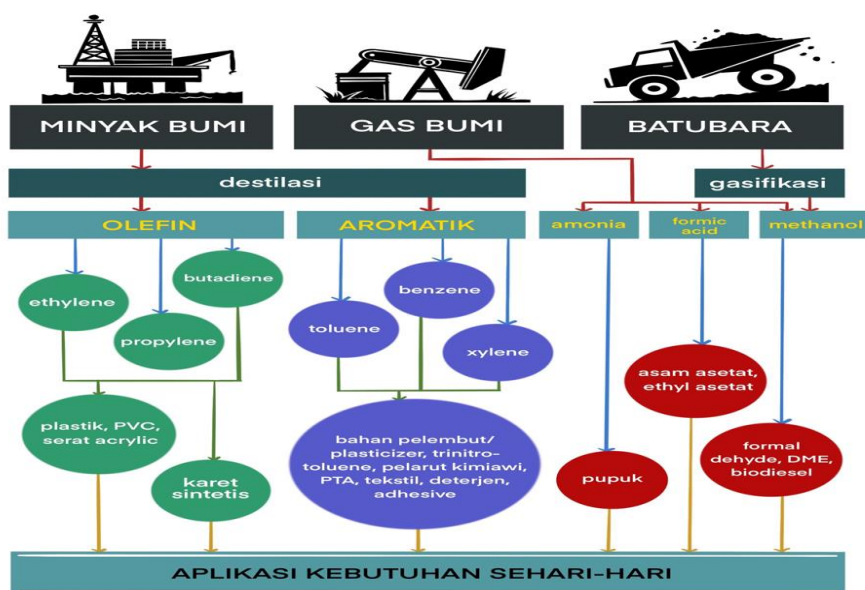 MINYAK BUMI
GAS BUMI
BATUBARA
destilasi
gasifikasi
OLEFIN
AROMATIK
amonia
formic
acid
methanol
ethylene
propylene
butadiene
toluene
benzene
xylene
plastik, PVC,
serat acrylic
karet
sintetis
bahan pelembut/
plasticizer, trinitro-
toluene, pelarut kimiawi,
PTA, tekstil, deterjen,
adhesive
pupuk
asam asetat,
ethyl asetat
formal
dehyde, DME,
biodiesel
APLIKASI KEBUTUHAN SEHARI-HARI